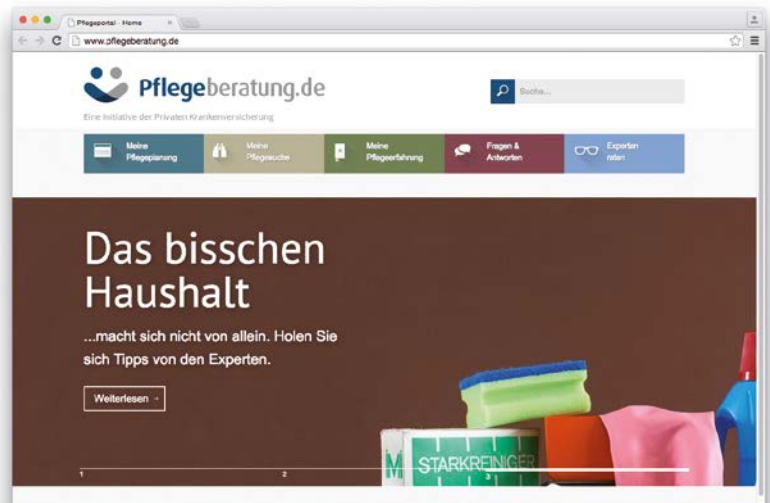 Pflegeportal - Home
www.pflegeberatung.de
Pflegeberatung.de
Suche...
Eine Initiative der Privaten Krankenversicherung
Meine
Pflegeplanung
Meine
Pflegesuche
Meine
Pflegeerfahrung
Fragen &
Antworten
Experten
raten
Das bisschen
Haushalt
...macht sich nicht von allein. Holen Sie
sich Tipps von den Experten.
Weiterlesen
M STARKREINIGER
1 2 3